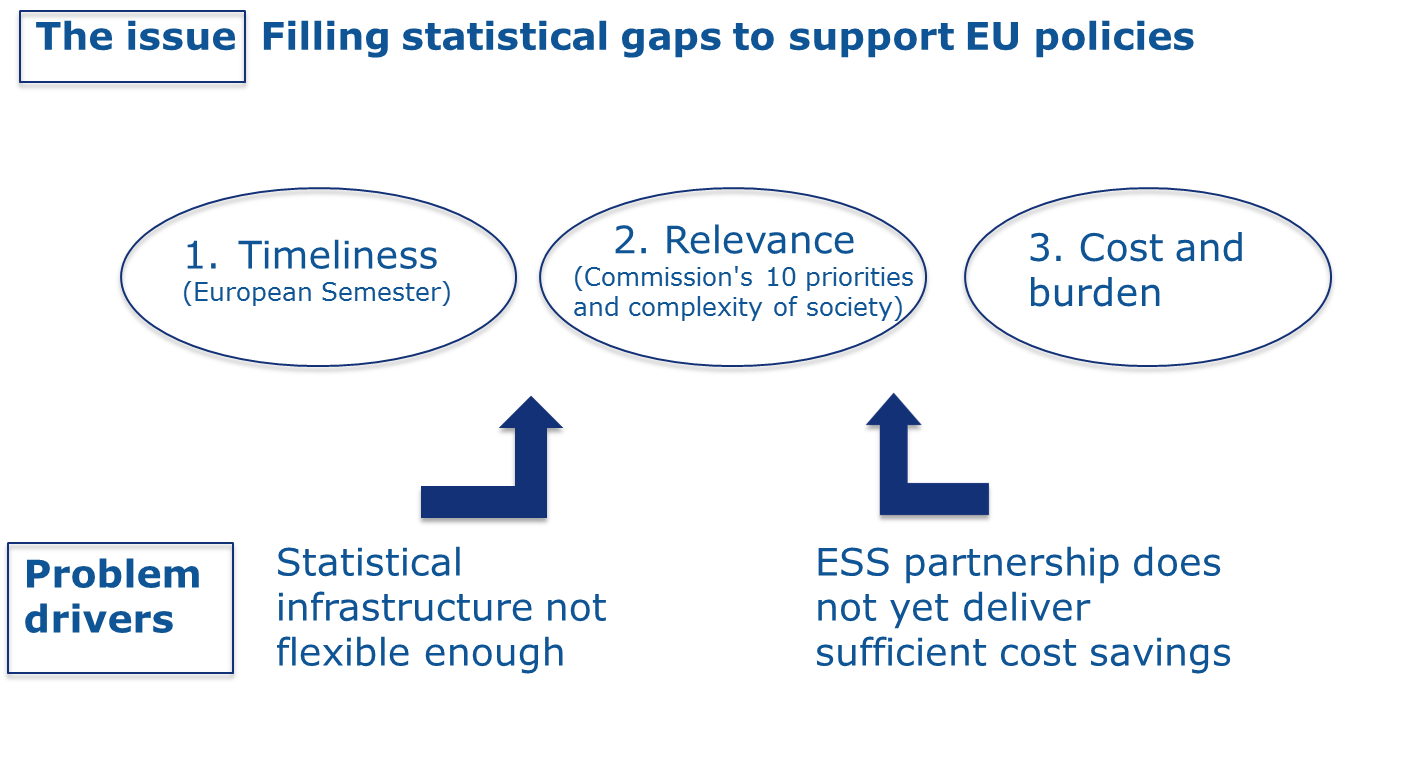 The issue Filling statistical gaps to support EU policies
1. Timeliness
(European Semester)
2. Relevance
(Commission's 10 priorities
and complexity of society)
3. Cost and
burden
Problem
drivers
Statistical
infrastructure not
flexible enough
ESS partnership does
not yet deliver
sufficient cost savings